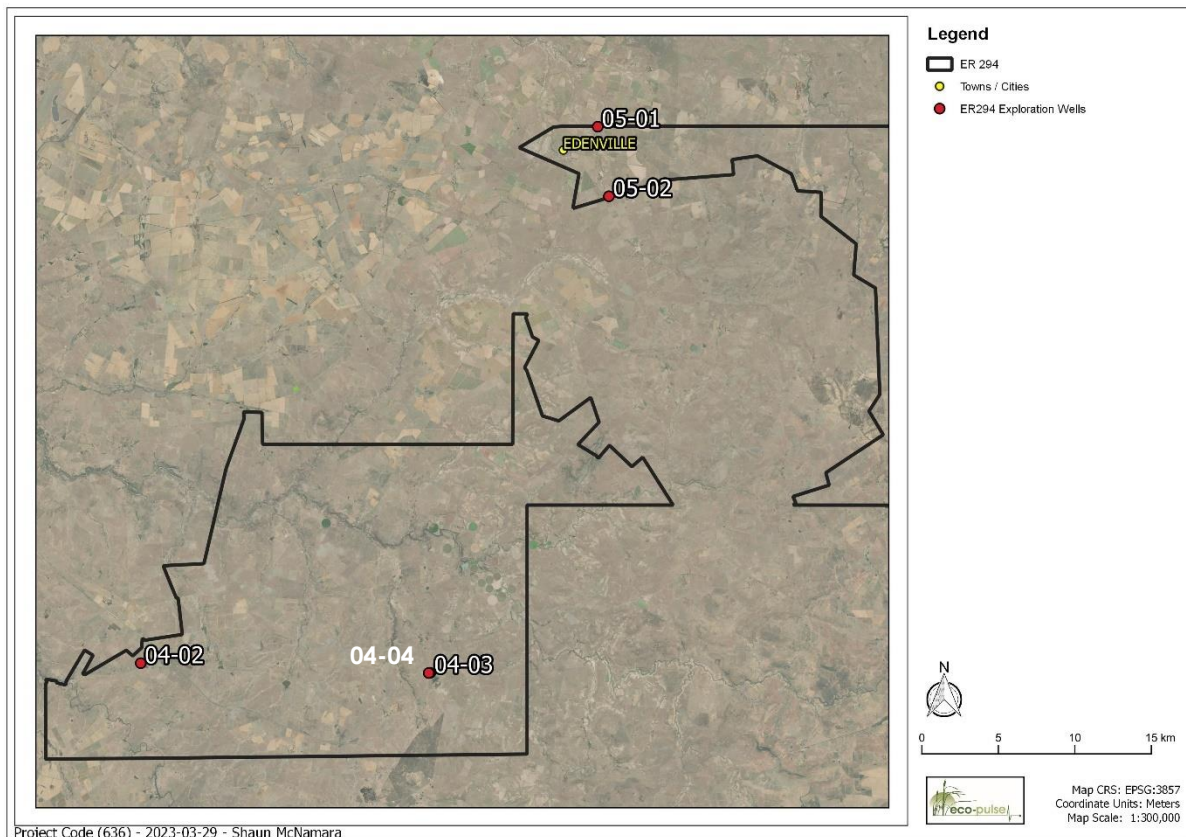 Legend
ER 294
Towns / Cities
ER294 Exploration Wells
05-01
EDENVILLE
05-02
04-02
04-04
04-03
N
0 5 10 15 km
eco-pulse
Map CRS: EPSG:3857
Coordinate Units: Meters
Map Scale: 1:300,000
Project Code (636) - 2023-03-29 - Shaun McNamara